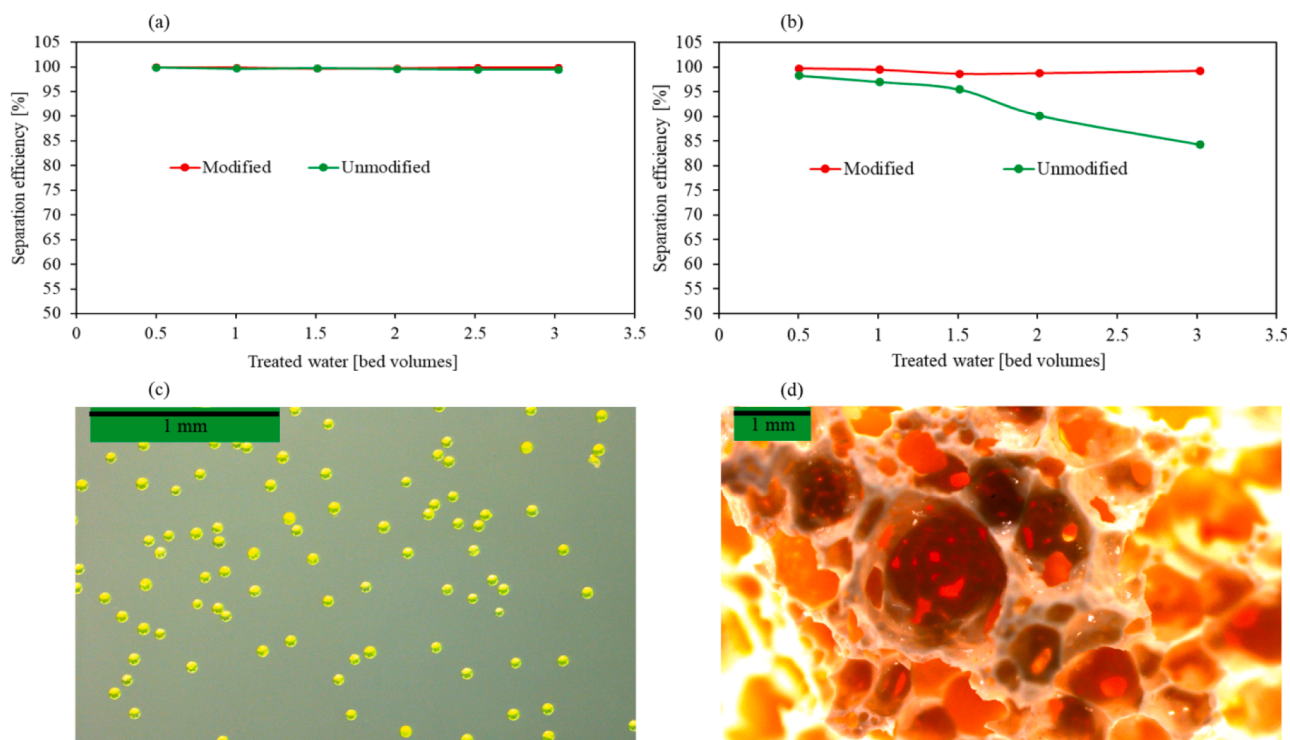 (a)
105
100
95
90
85
80
75
70
65
60
55
50
Separation efficiency [%]
Modified
Unmodified
0
0.5
1
1.5
2
2.5
3
3.5
Treated water [bed volumes]
(b)
105
100
95
90
85
80
75
70
65
60
55
50
Separation efficiency [%]
Modified
Unmodified
0
0.5
1
1.5
2
2.5
3
3.5
Treated water [bed volumes]
(c)
1 mm
(d)
1 mm